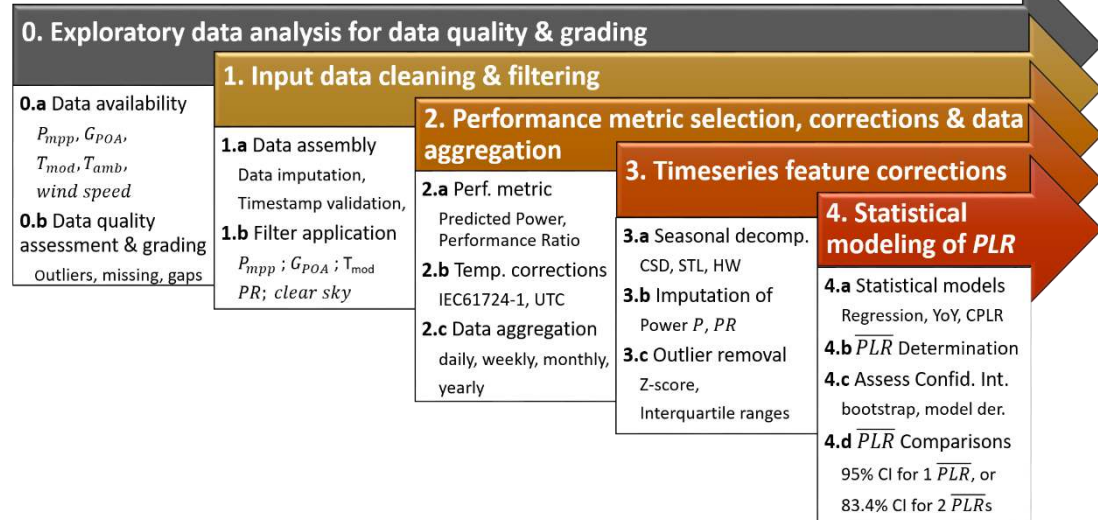 0. Exploratory data analysis for data quality & grading
0.a Data availability
P_mpp, G_POA,
T_mod, T_amb,
wind speed
0.b Data quality
assessment & grading
Outliers, missing, gaps
1. Input data cleaning & filtering
1.a Data assembly
Data imputation,
Timestamp validation,
1.b Filter application
P_mpp ; G_POA ; T_mod
PR; clear sky
2. Performance metric selection, corrections & data
aggregation
2.a Perf. metric
Predicted Power,
Performance Ratio
2.b Temp. corrections
IEC61724-1, UTC
2.c Data aggregation
daily, weekly, monthly,
yearly
3. Timeseries feature corrections
3.a Seasonal decomp.
CSD, STL, HW
3.b Imputation of
Power P, PR
3.c Outlier removal
Z-score,
Interquartile ranges
4. Statistical
modeling of PLR
4.a Statistical models
Regression, YoY, CPLR
4.b P̅L̅R̅ Determination
4.c Assess Confid. Int.
bootstrap, model der.
4.d P̅L̅R̅ Comparisons
95% CI for 1 P̅L̅R̅, or
83.4% CI for 2 P̅L̅R̅s